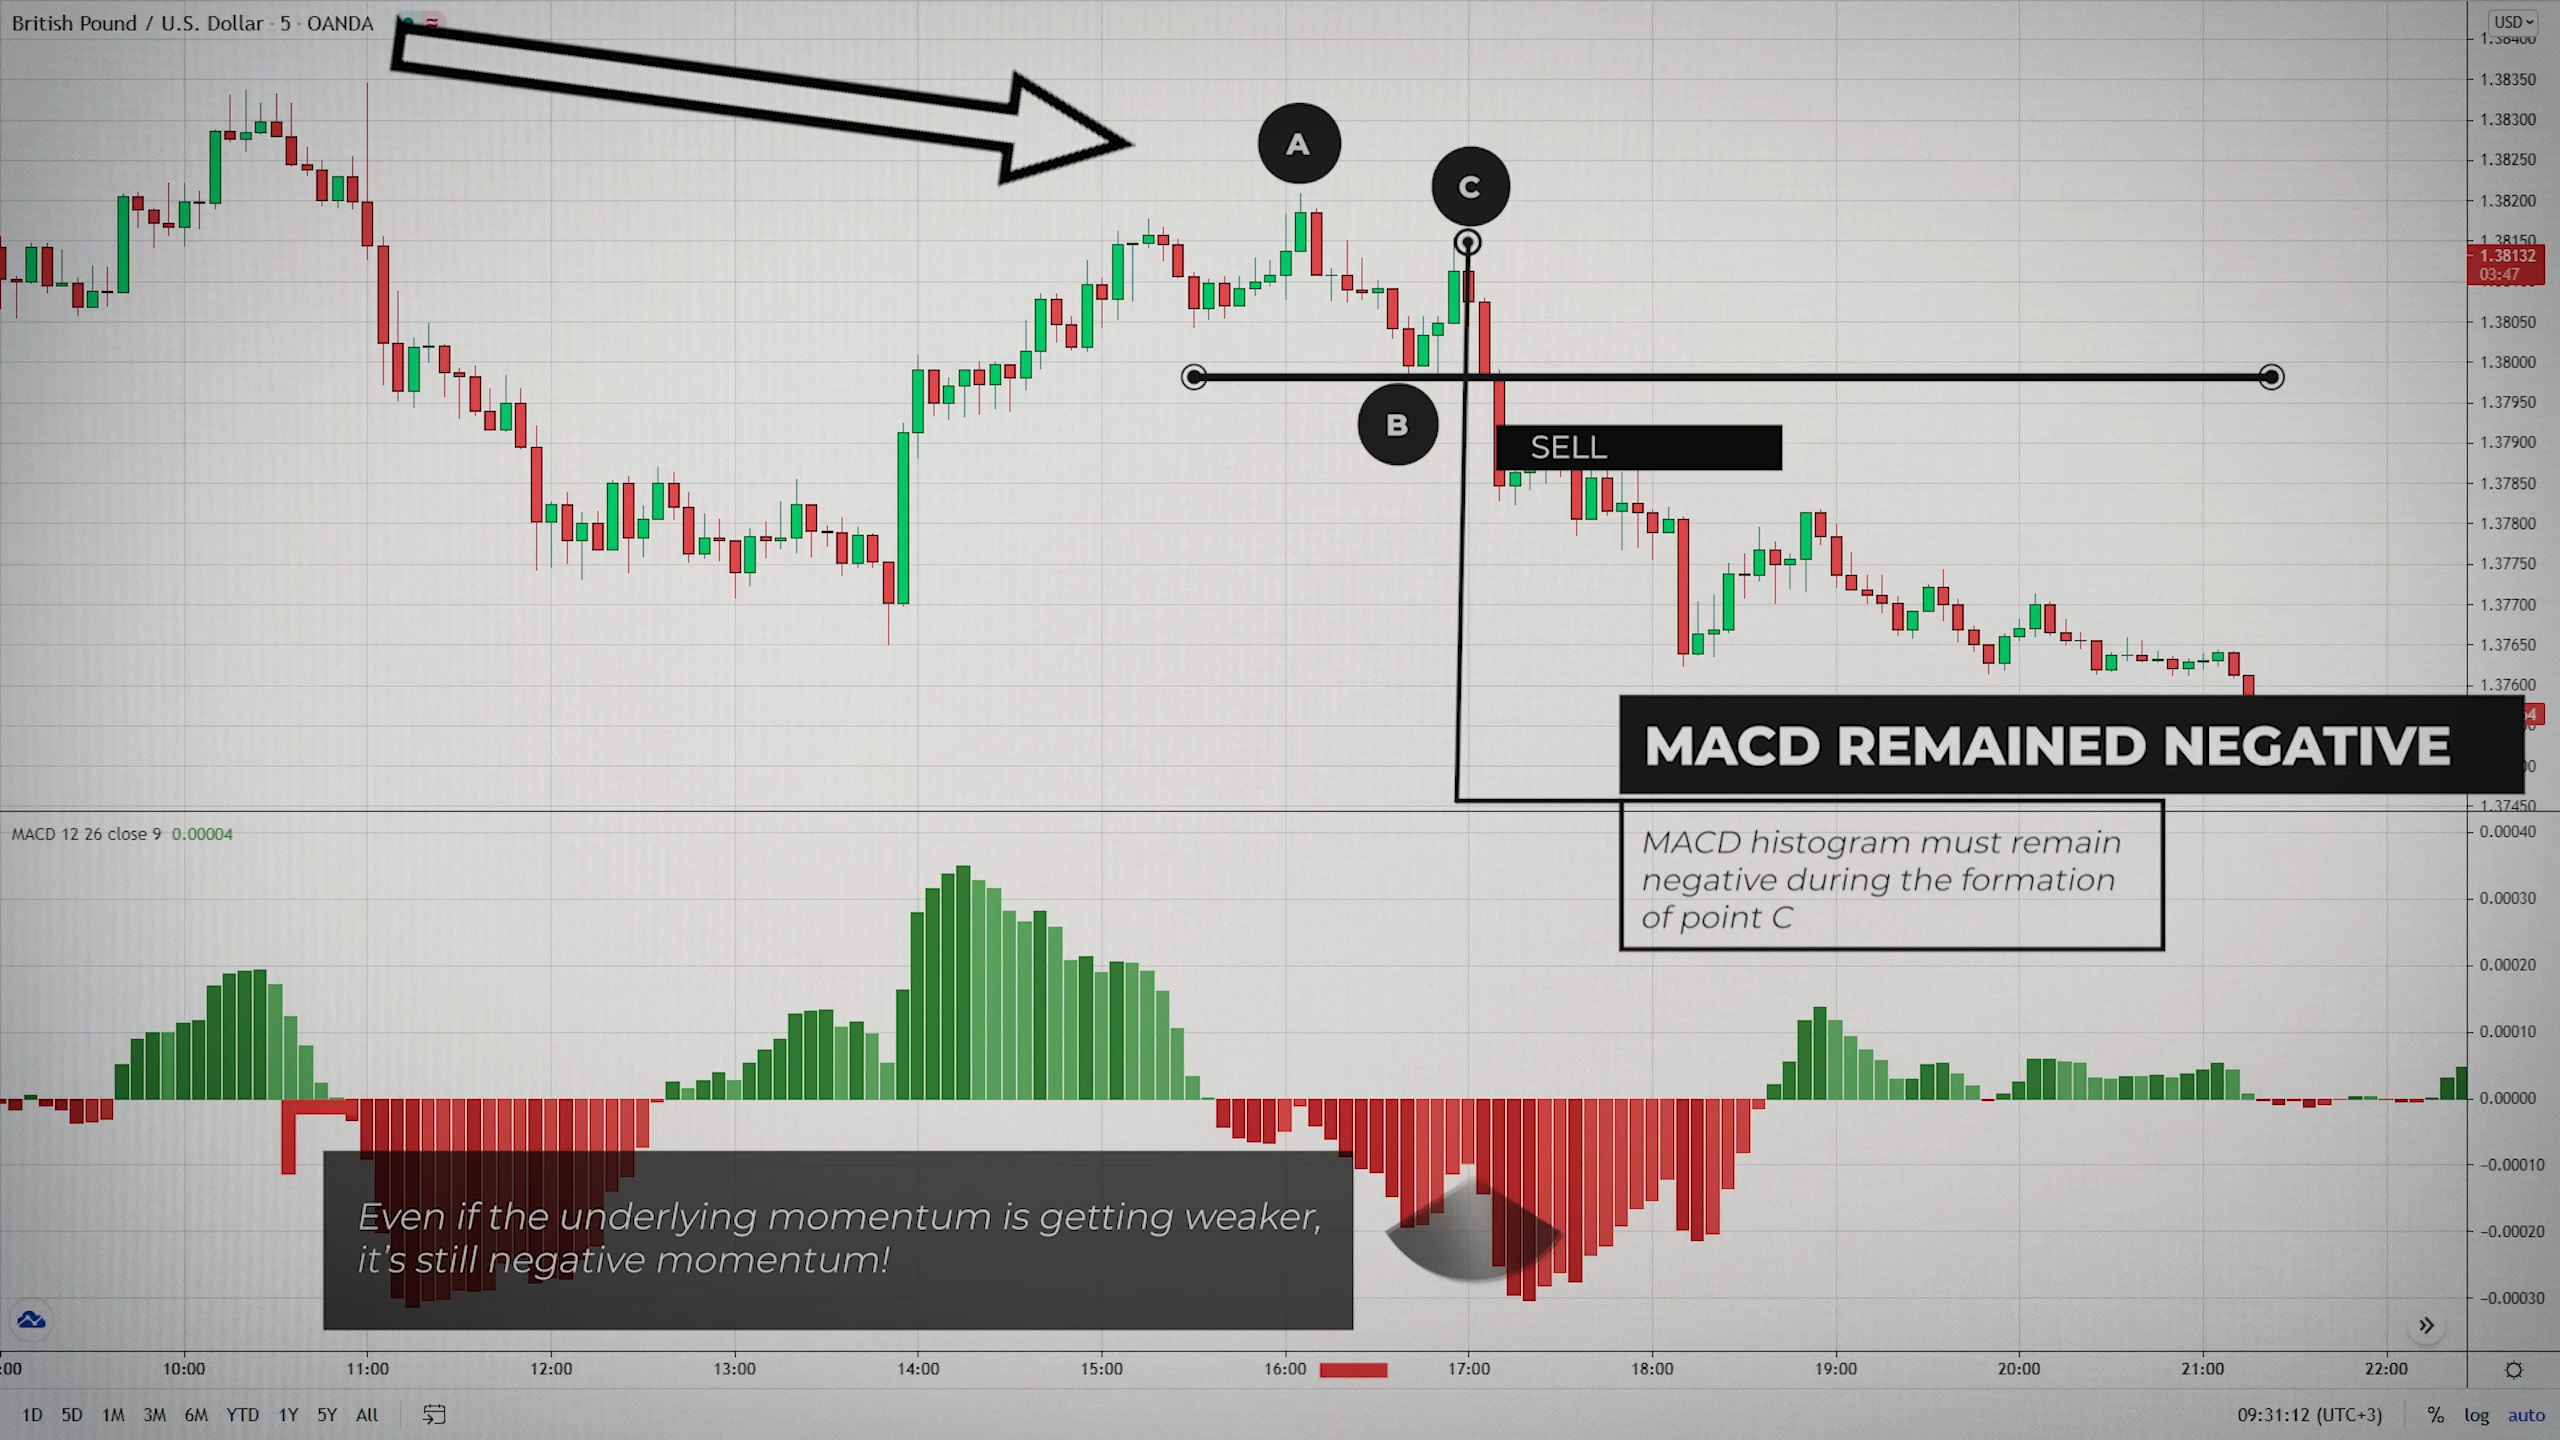 British Pound / U.S. Dollar · 5 · OANDA
USD
1.38400
1.38350
1.38300
1.38250
1.38200
1.38150
1.38132
03:47
1.38050
1.38000
1.37950
1.37900
1.37850
1.37800
1.37750
1.37700
1.37650
1.37600
1.37450
A
C
B
SELL
MACD REMAINED NEGATIVE
MACD histogram must remain
negative during the formation
of point C
MACD 12 26 close 9 0.00004
0.00040
0.00030
0.00020
0.00010
0.00000
−0.00010
−0.00020
−0.00030
Even if the underlying momentum is getting weaker,
it's still negative momentum!
:00 10:00 11:00 12:00 13:00 14:00 15:00 16:00 17:00 18:00 19:00 20:00 21:00 22:00
1D 5D 1M 3M 6M YTD 1Y 5Y All
09:31:12 (UTC+3) % log auto